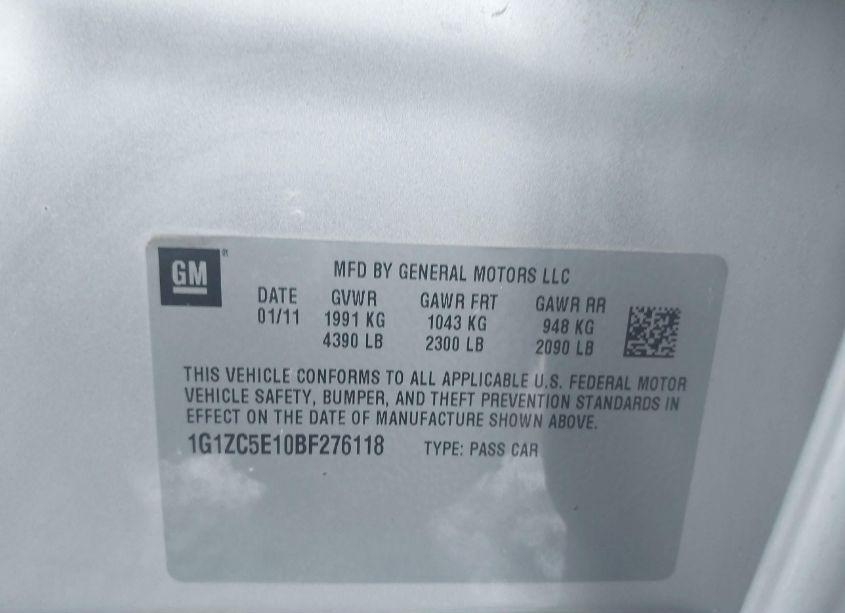 GM®
MFD BY GENERAL MOTORS LLC
DATE GVWR GAWR FRT GAWR RR
01/11 1991 KG 1043 KG 948 KG
4390 LB 2300 LB 2090 LB
THIS VEHICLE CONFORMS TO ALL APPLICABLE U.S. FEDERAL MOTOR
VEHICLE SAFETY, BUMPER, AND THEFT PREVENTION STANDARDS IN
EFFECT ON THE DATE OF MANUFACTURE SHOWN ABOVE.
1G1ZC5E10BF276118 TYPE: PASS CAR